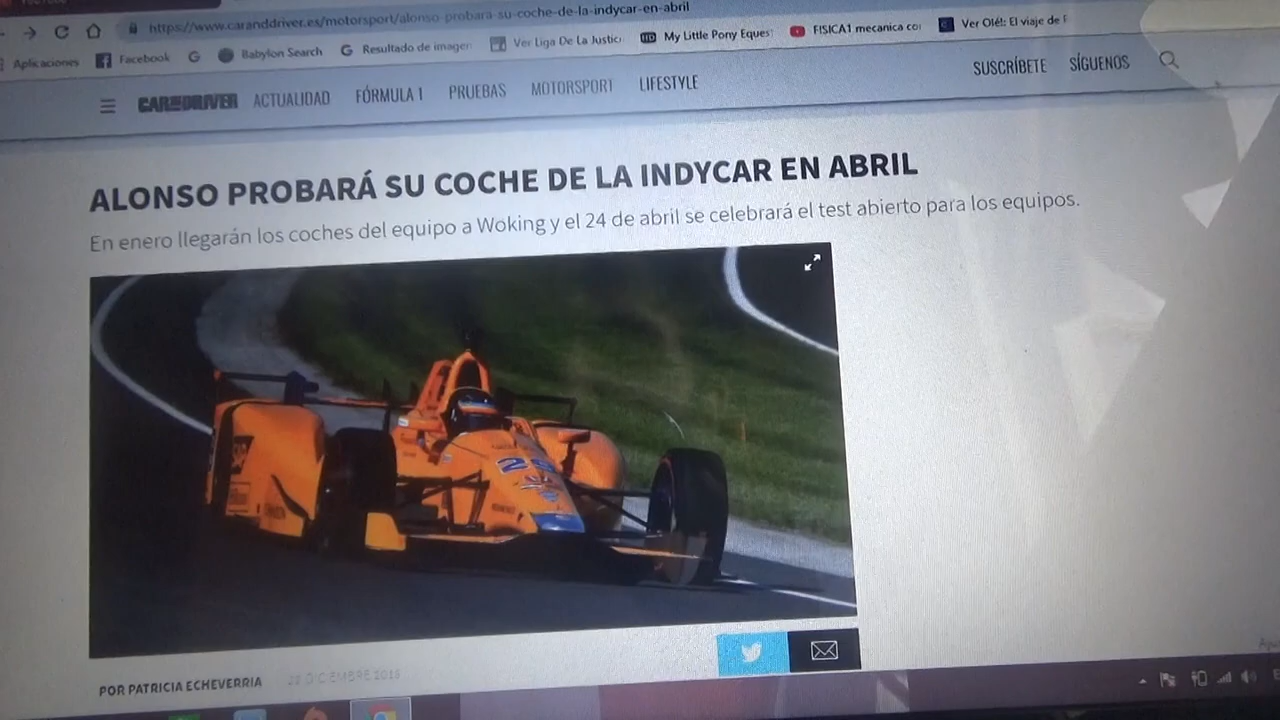 https://www.caranddriver.es/motorsport/alonso-probara-su-coche-de-la-indycar-en-abril
Aplicaciones Facebook Babylon Search Resultado de imagen Ver Liga De La Justic My Little Pony Equest FISICA1 mecanica co Ver Olé!: El viaje de F
CAR AND DRIVER ACTUALIDAD FÓRMULA 1 PRUEBAS MOTORSPORT LIFESTYLE SUSCRÍBETE SÍGUENOS
ALONSO PROBARÁ SU COCHE DE LA INDYCAR EN ABRIL
En enero llegarán los coches del equipo a Woking y el 24 de abril se celebrará el test abierto para los equipos.
POR PATRICIA ECHEVERRIA DICIEMBRE